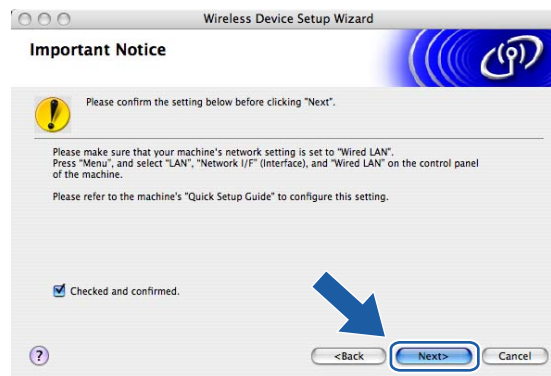 Wireless Device Setup Wizard
Important Notice
Please confirm the setting below before clicking "Next".
Please make sure that your machine's network setting is set to "Wired LAN".
Press "Menu", and select "LAN", "Network I/F" (Interface), and "Wired LAN" on the control panel
of the machine.
Please refer to the machine's "Quick Setup Guide" to configure this setting.
Checked and confirmed.
?
<Back Next> Cancel